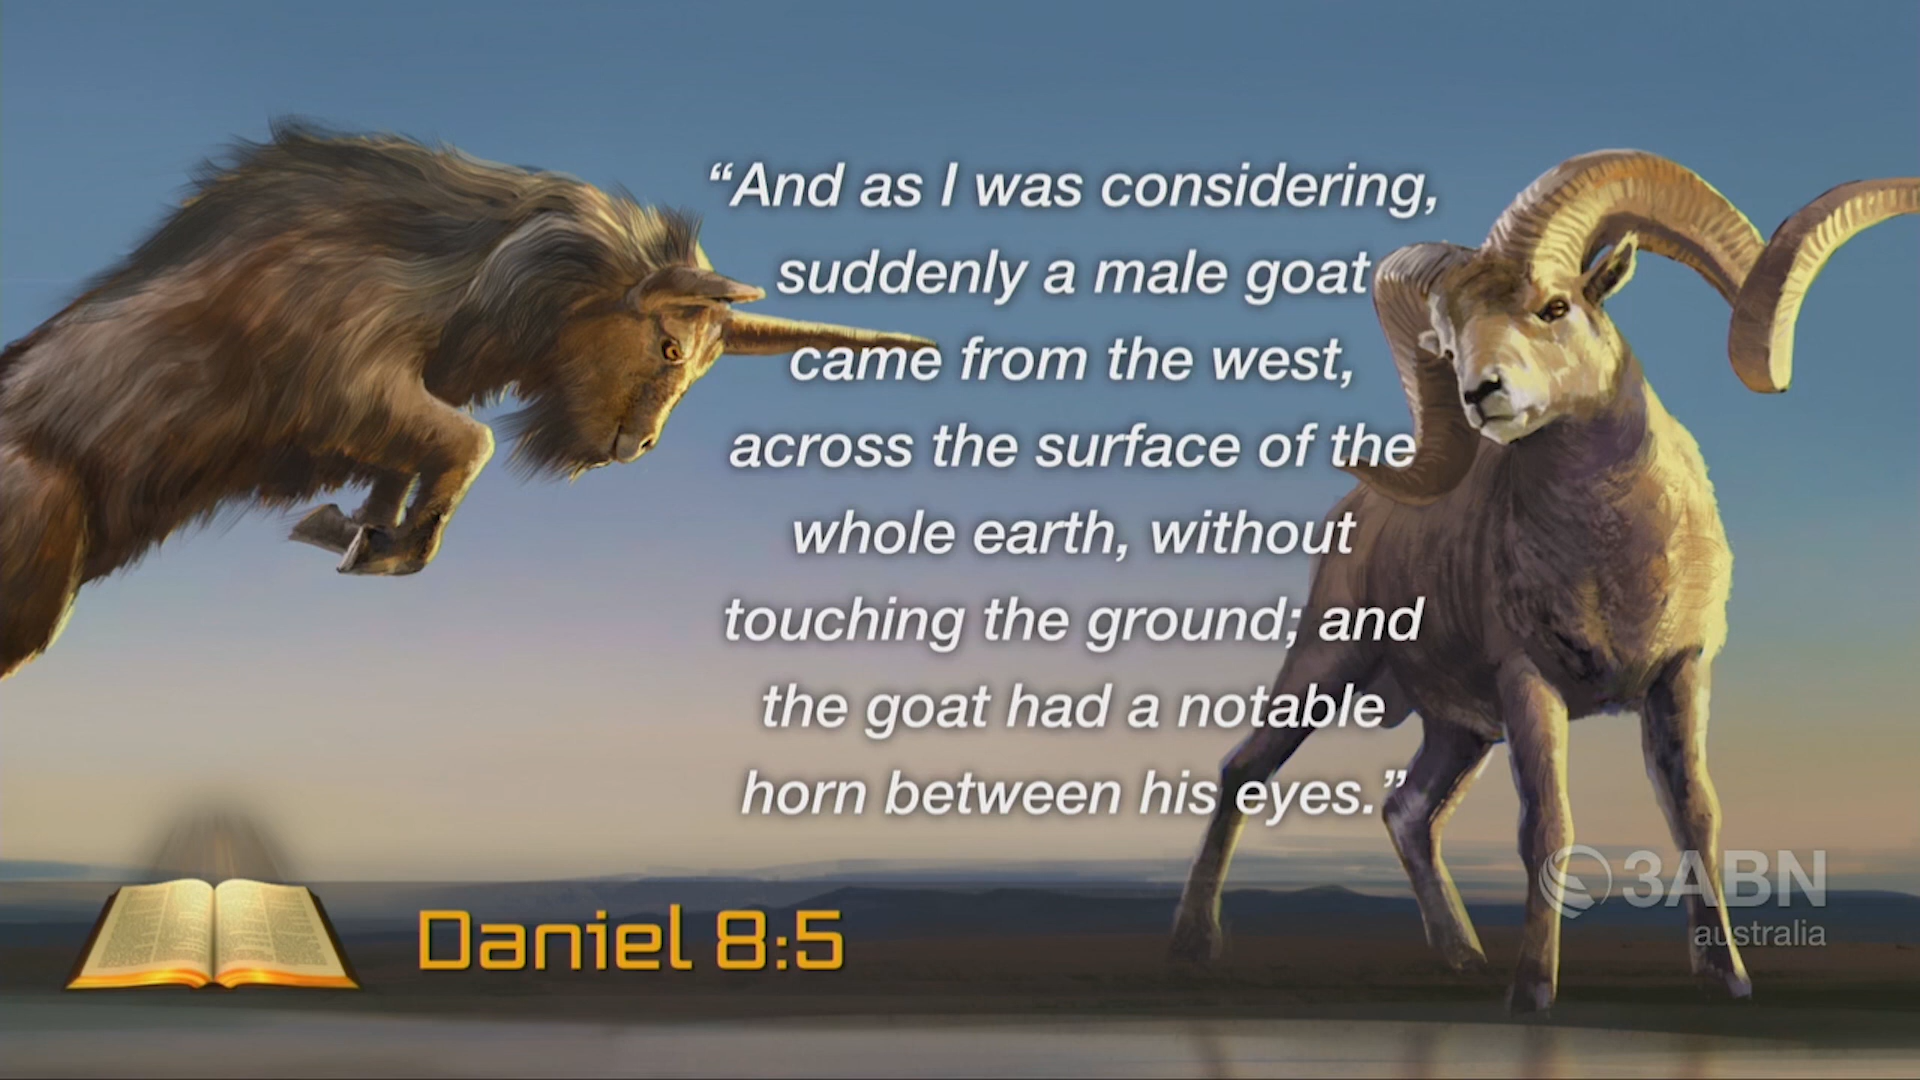 “And as I was considering,
suddenly a male goat
came from the west,
across the surface of the
whole earth, without
touching the ground; and
the goat had a notable
horn between his eyes.”
Daniel 8:5
3ABN
australia